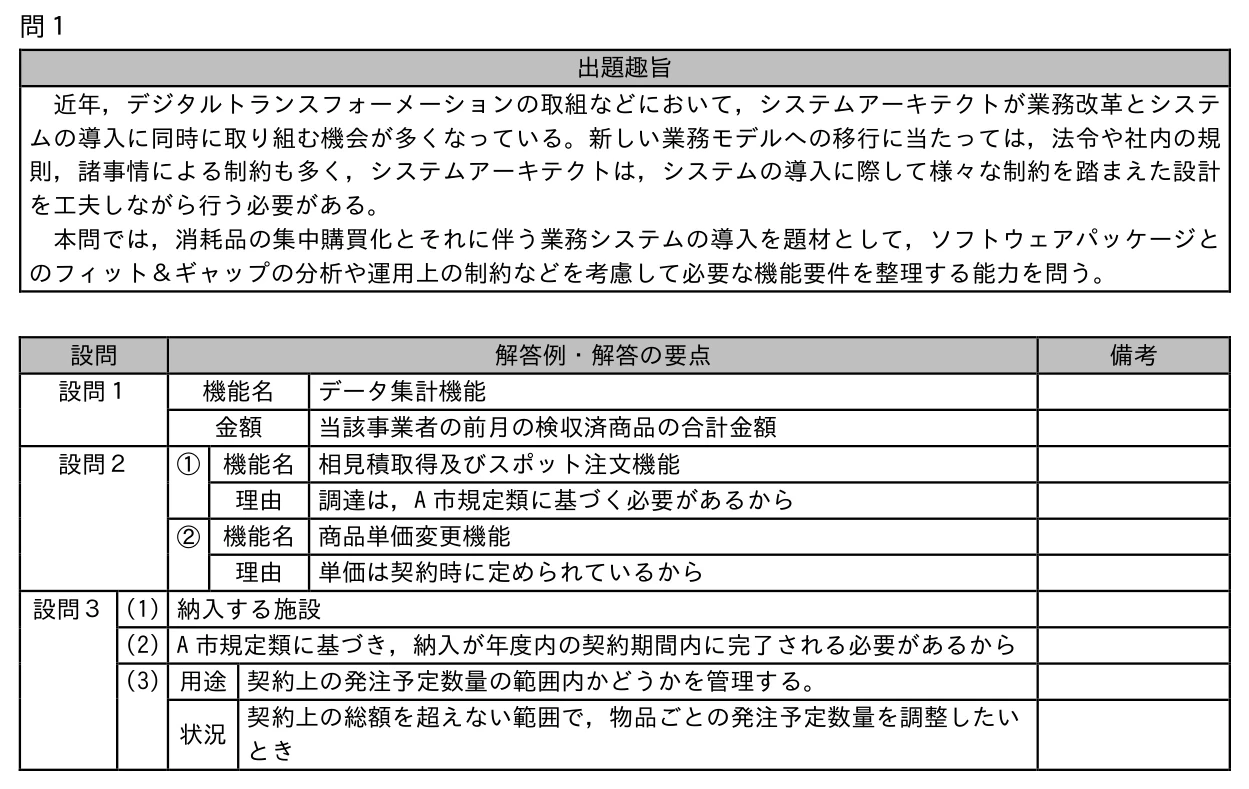 問１
出題趣旨
近年，デジタルトランスフォーメーションの取組などにおいて，システムアーキテクトが業務改革とシステ
ムの導入に同時に取り組む機会が多くなっている。新しい業務モデルへの移行に当たっては，法令や社内の規
則，諸事情による制約も多く，システムアーキテクトは，システムの導入に際して様々な制約を踏まえた設計
を工夫しながら行う必要がある。
本問では，消耗品の集中購買化とそれに伴う業務システムの導入を題材として，ソフトウェアパッケージと
のフィット＆ギャップの分析や運用上の制約などを考慮して必要な機能要件を整理する能力を問う。
設問 解答例・解答の要点 備考
設問１ 機能名 データ集計機能
金額 当該事業者の前月の検収済商品の合計金額
設問２ ① 機能名 相見積取得及びスポット注文機能
理由 調達は，A 市規定類に基づく必要があるから
② 機能名 商品単価変更機能
理由 単価は契約時に定められているから
設問３ (1) 納入する施設
(2) A 市規定類に基づき，納入が年度内の契約期間内に完了される必要があるから
(3) 用途 契約上の発注予定数量の範囲内かどうかを管理する。
状況 契約上の総額を超えない範囲で，物品ごとの発注予定数量を調整したい
とき